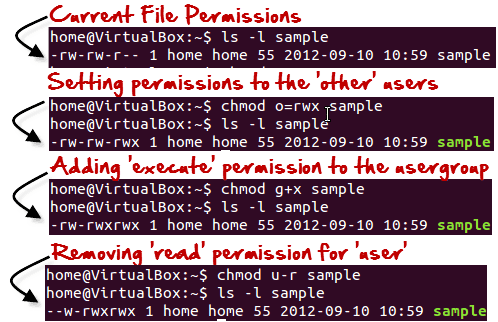 Current File Permissions
home@VirtualBox:~$ ls -l sample
-rw-rw-r-- 1 home home 55 2012-09-10 10:59 sample
Setting permissions to the 'other' users
home@VirtualBox:~$ chmod o=rwx sample
home@VirtualBox:~$ ls -l sample
-rw-rw-rwx 1 home home 55 2012-09-10 10:59 sample
Adding 'execute' permission to the usergroup
home@VirtualBox:~$ chmod g+x sample
home@VirtualBox:~$ ls -l sample
-rw-rwxrwx 1 home home 55 2012-09-10 10:59 sample
Removing 'read' permission for 'user'
home@VirtualBox:~$ chmod u-r sample
home@VirtualBox:~$ ls -l sample
--w-rwxrwx 1 home home 55 2012-09-10 10:59 sample